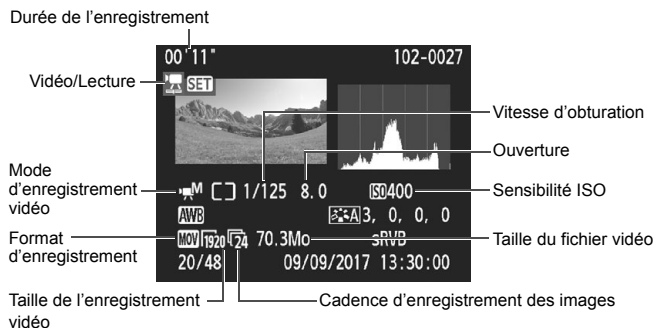 Durée de l'enregistrement
00'11" 102-0027
Vidéo/Lecture
SET
Vitesse d'obturation
Ouverture
Mode d'enregistrement vidéo
M 1/125 8.0 ISO400
Sensibilité ISO
AWB A3, 0, 0, 0
Format d'enregistrement
MOV 1920 24 70.3Mo sRVB
Taille du fichier vidéo
20/48 09/09/2017 13:30:00
Taille de l'enregistrement vidéo
Cadence d'enregistrement des images